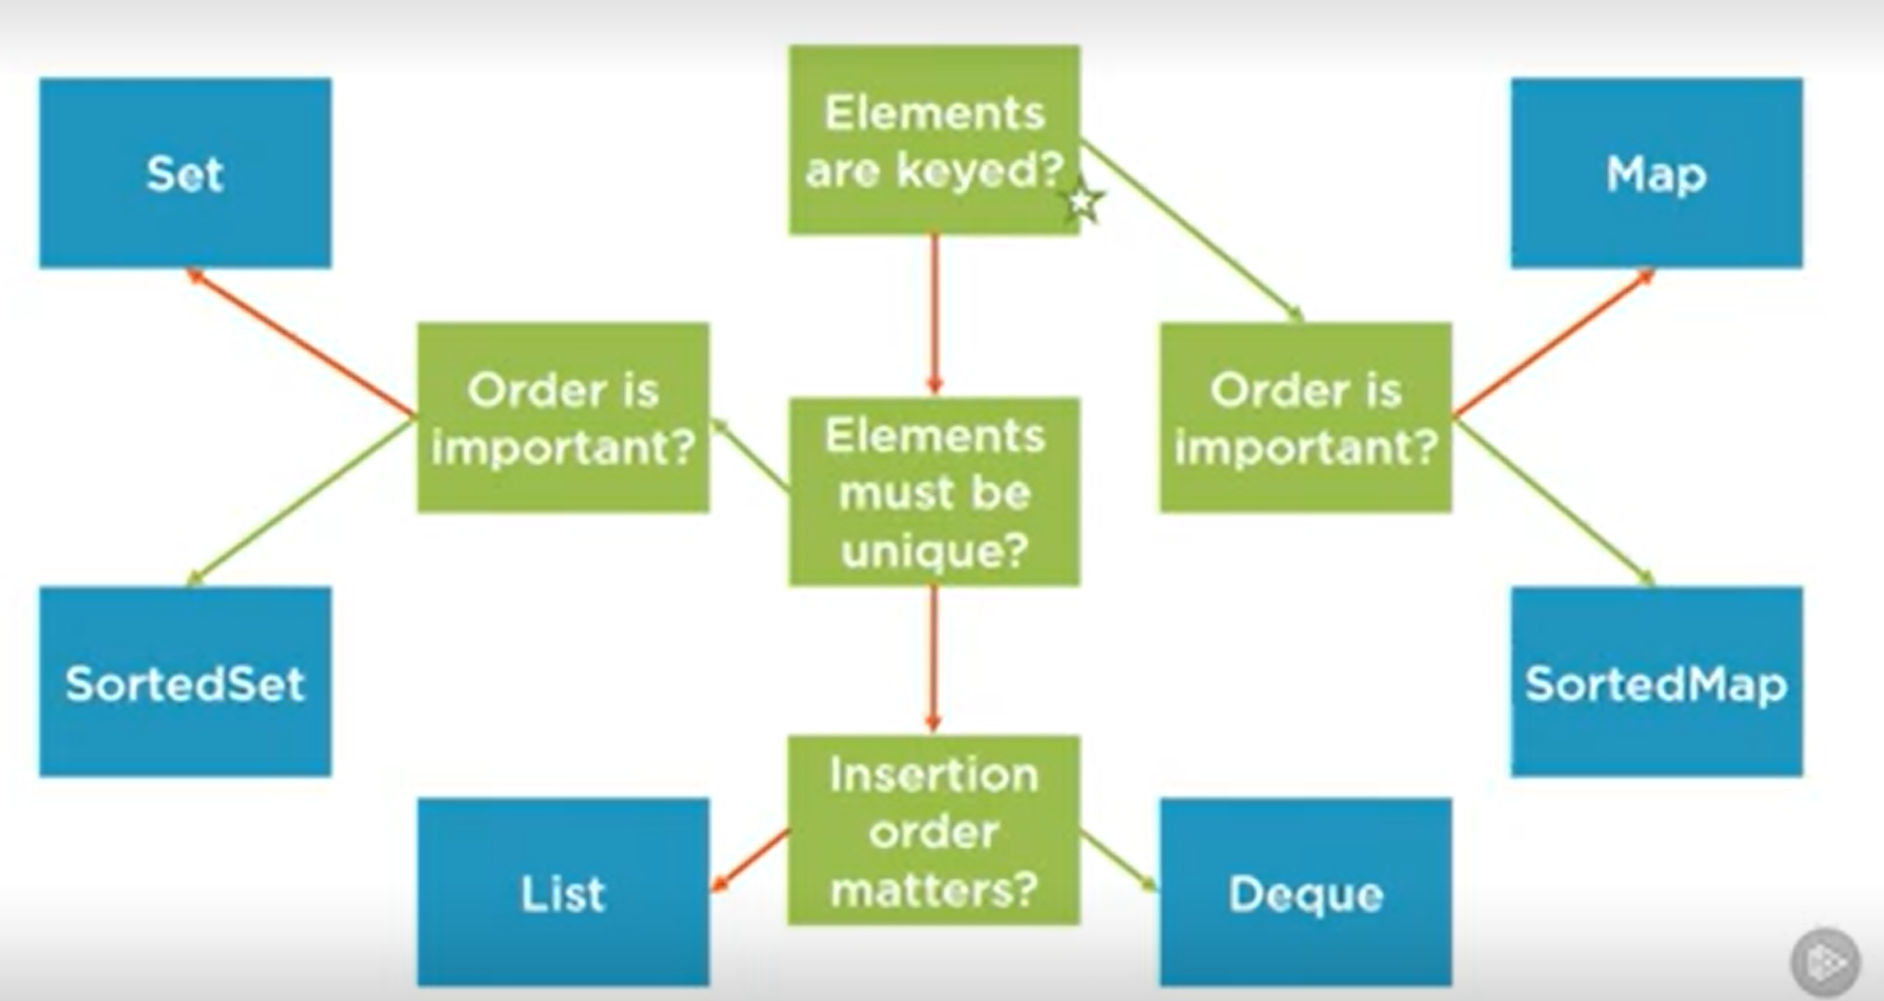 Elements
are keyed?
Set
Map
Order is
important?
Elements
must be
unique?
Order is
important?
SortedSet
SortedMap
Insertion
order
matters?
List
Deque